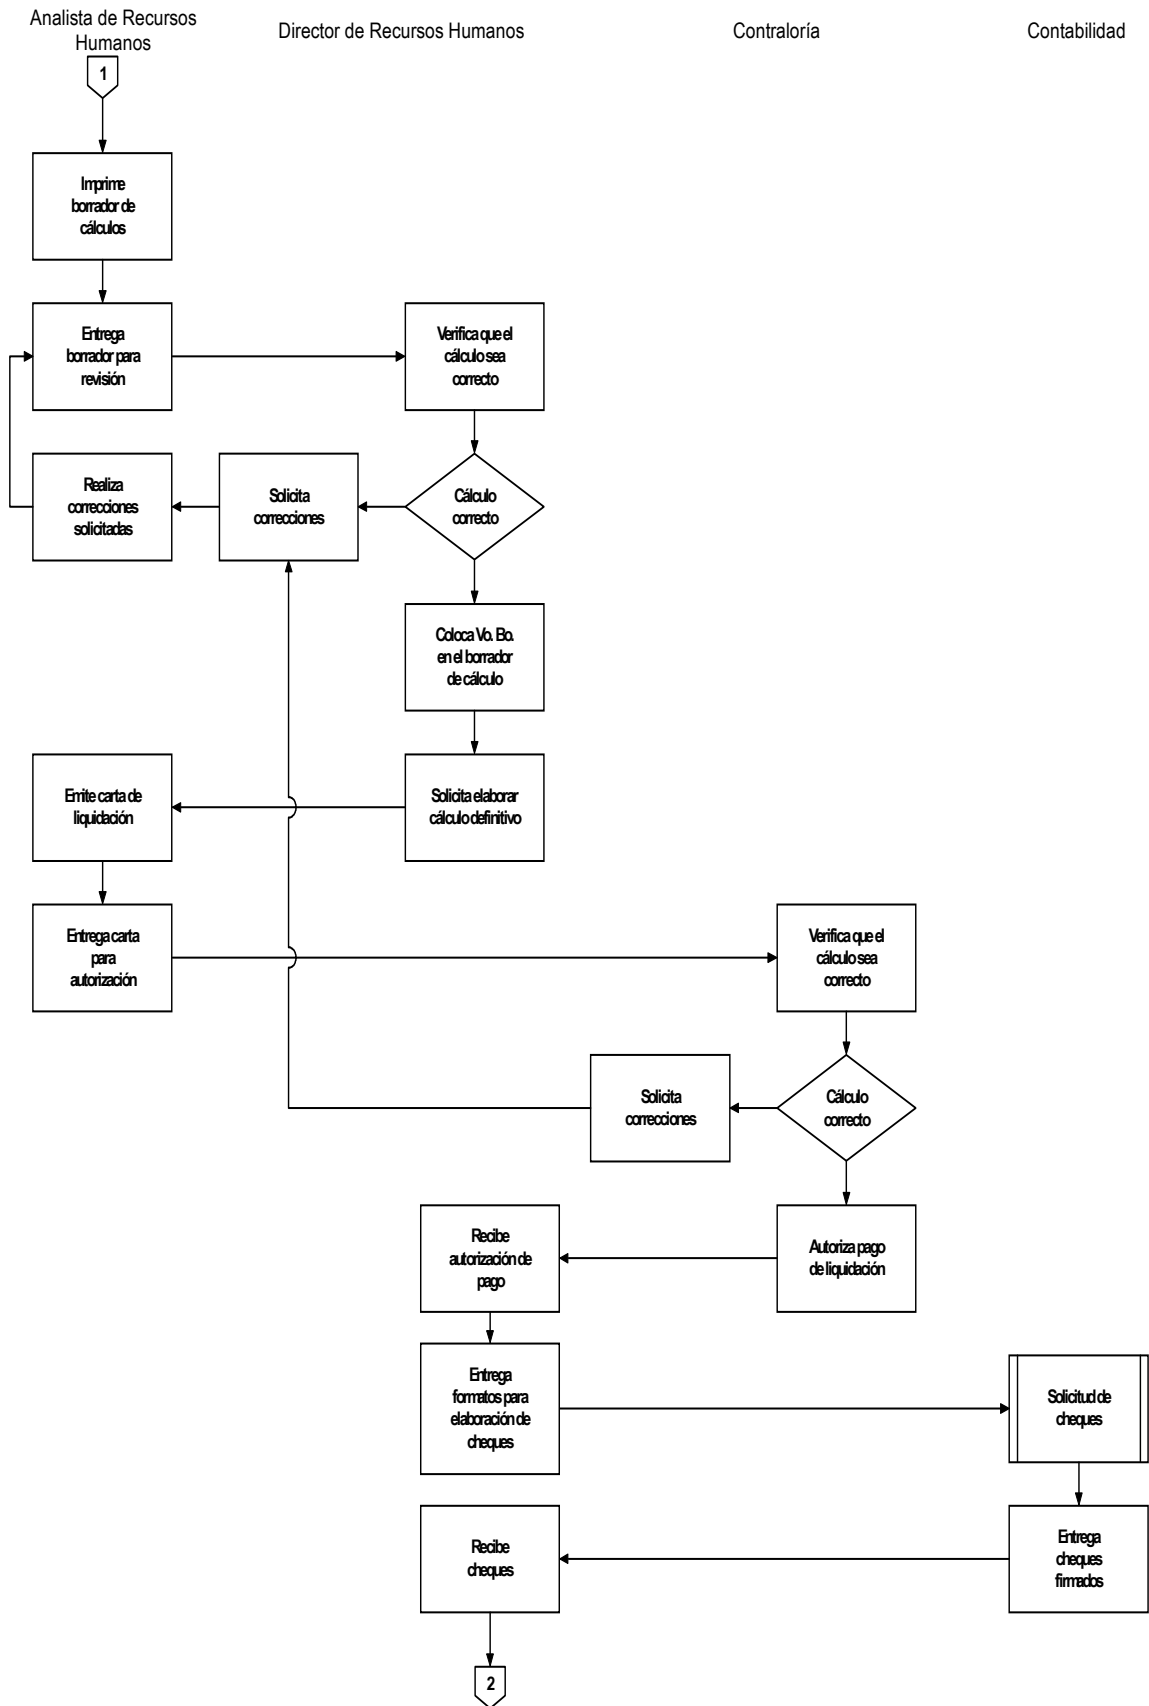 Analista de Recursos
Humanos
Director de Recursos Humanos
Contraloría
Contabilidad
1
Imprime
borrador de
cálculos
Entrega
borrador para
revisión
Verifica que el
cálculo sea
correcto
Realiza
correcciones
solicitadas
Solicita
correcciones
Cálculo
correcto
Coloca Vo. Bo.
en el borrador
de cálculo
Emite carta de
liquidación
Solicita elaborar
cálculo definitivo
Entrega carta
para
autorización
Verifica que el
cálculo sea
correcto
Solicita
correcciones
Cálculo
correcto
Recibe
autorización de
pago
Autoriza pago
de liquidación
Entrega
formatos para
elaboración de
cheques
Solicitud de
cheques
Recibe
cheques
Entrega
cheques
firmados
2